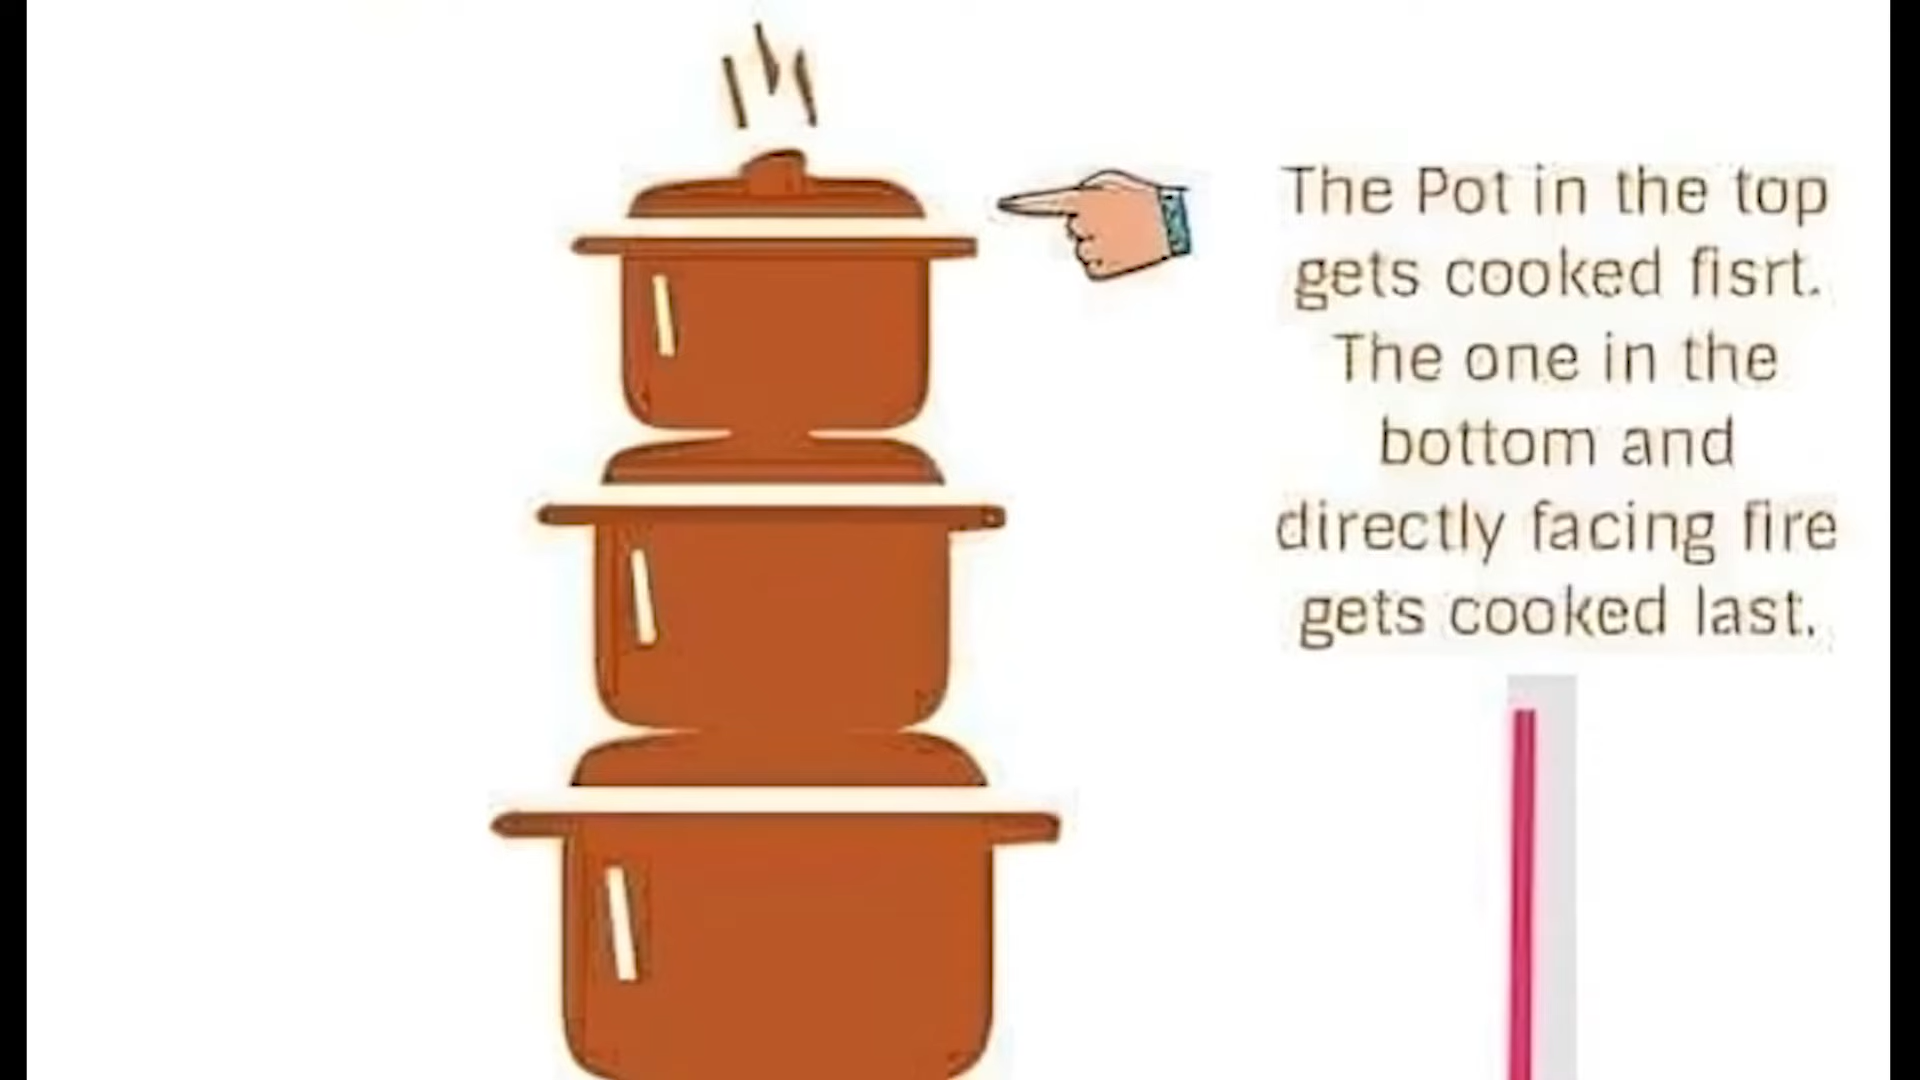 The Pot in the top
gets cooked fisrt.
The one in the
bottom and
directly facing fire
gets cooked last.